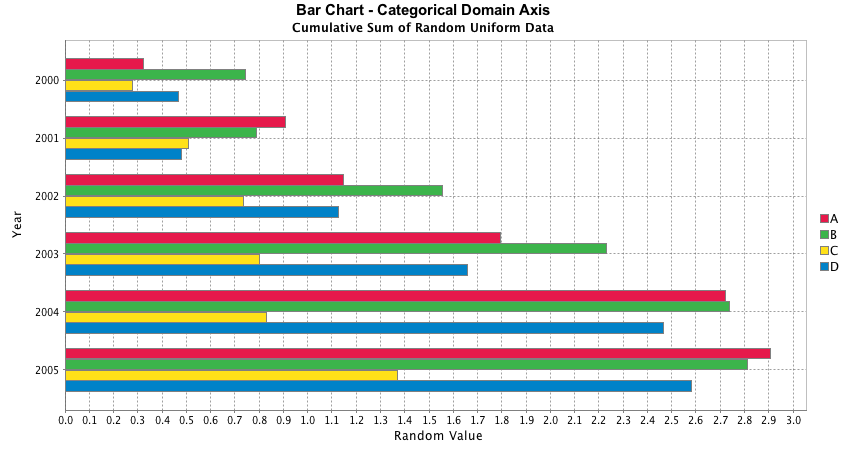 Bar Chart - Categorical Domain Axis
Cumulative Sum of Random Uniform Data
Year
2000
2001
2002
2003
2004
2005
0.0 0.1 0.2 0.3 0.4 0.5 0.6 0.7 0.8 0.9 1.0 1.1 1.2 1.3 1.4 1.5 1.6 1.7 1.8 1.9 2.0 2.1 2.2 2.3 2.4 2.5 2.6 2.7 2.8 2.9 3.0
Random Value
A
B
C
D